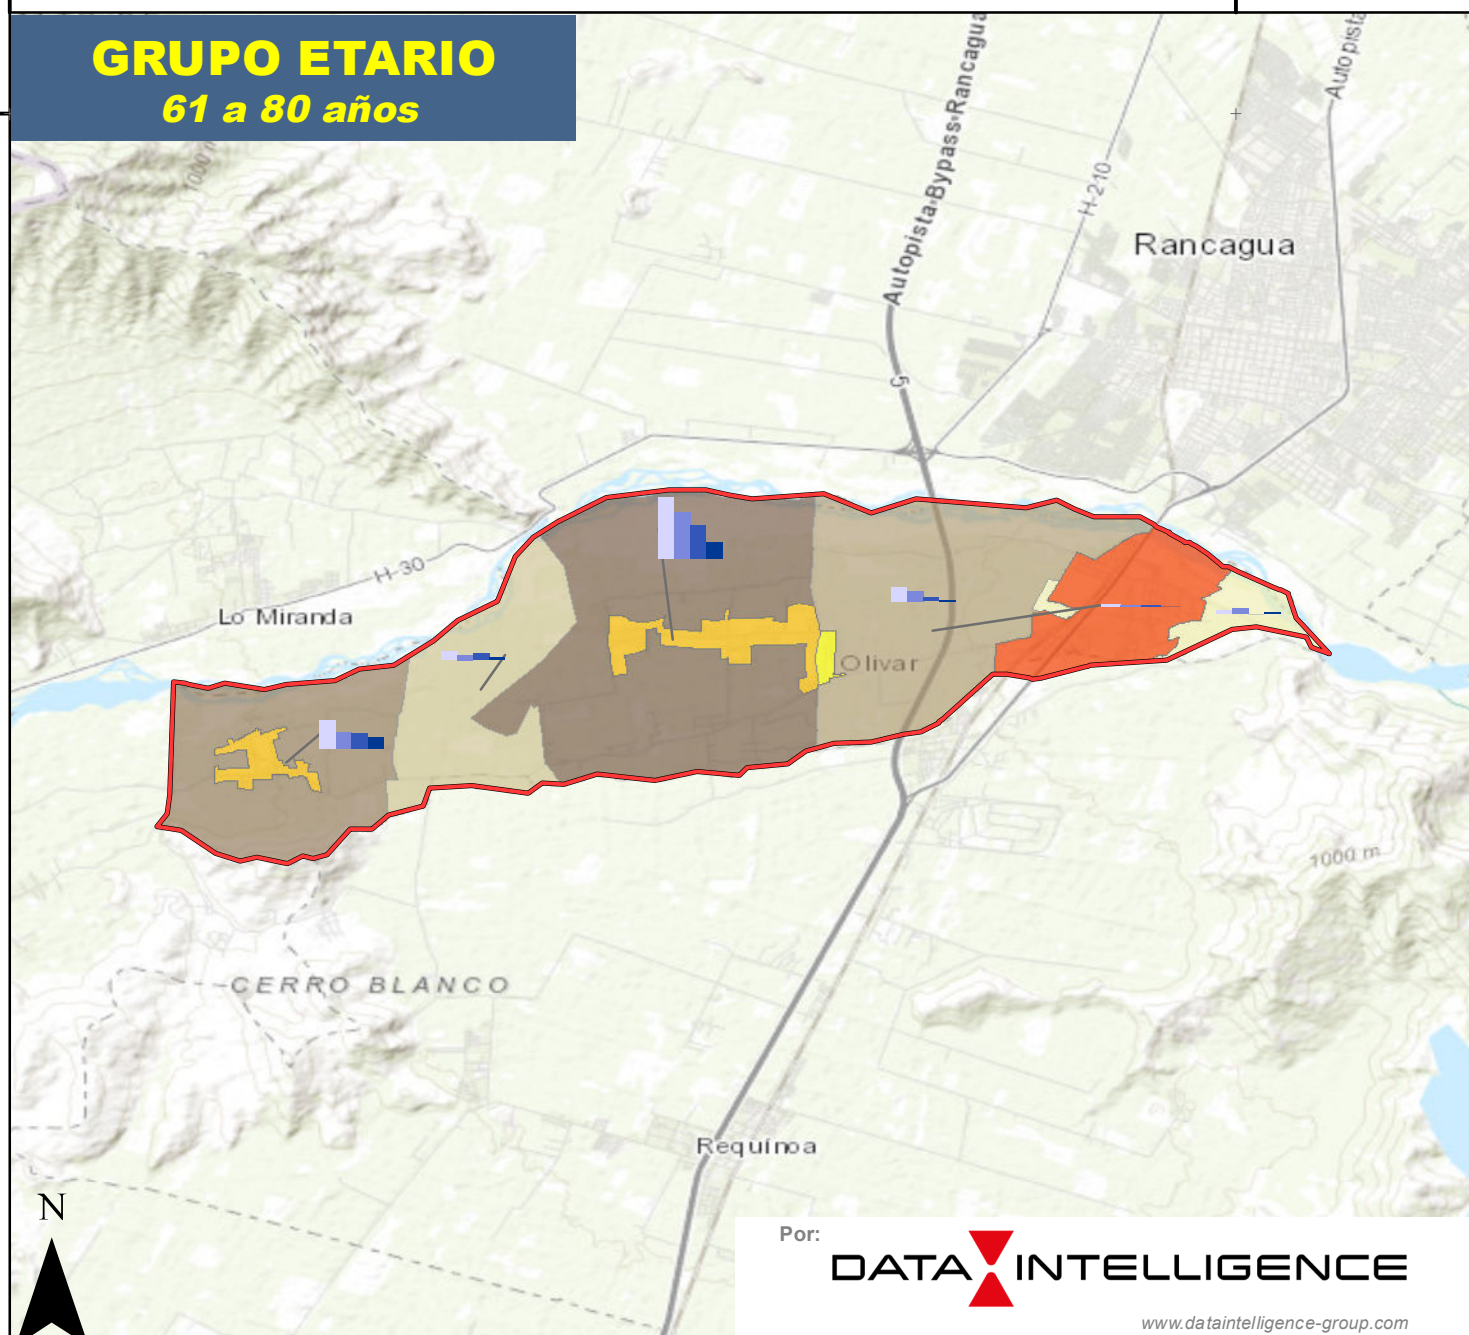 GRUPO ETARIO
61 a 80 años
1000 m
Autopista-Bypass-Rancagua
Autopista
H-210
Rancagua
5
H-30
Lo Miranda
Olivar
1000 m
CERRO BLANCO
Requínoa
N
Por:
DATA INTELLIGENCE
www.dataintelligence-group.com